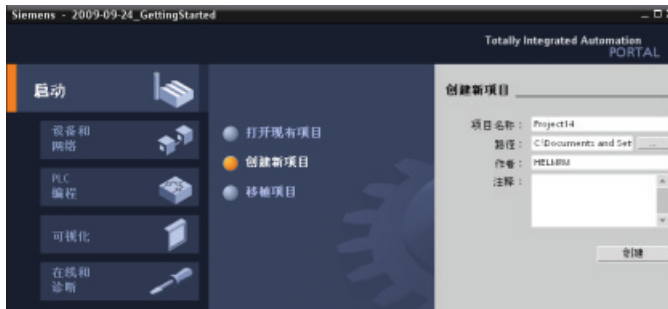 Siemens - 2009-09-24_GettingStarted
Totally Integrated Automation
PORTAL
启动
设备和
网络
PLC
编程
可视化
在线和
诊断
打开现有项目
创建新项目
移植项目
创建新项目
项目名称：
Project14
路径：
C:\Documents and Set
...
作者：
注释：
创建